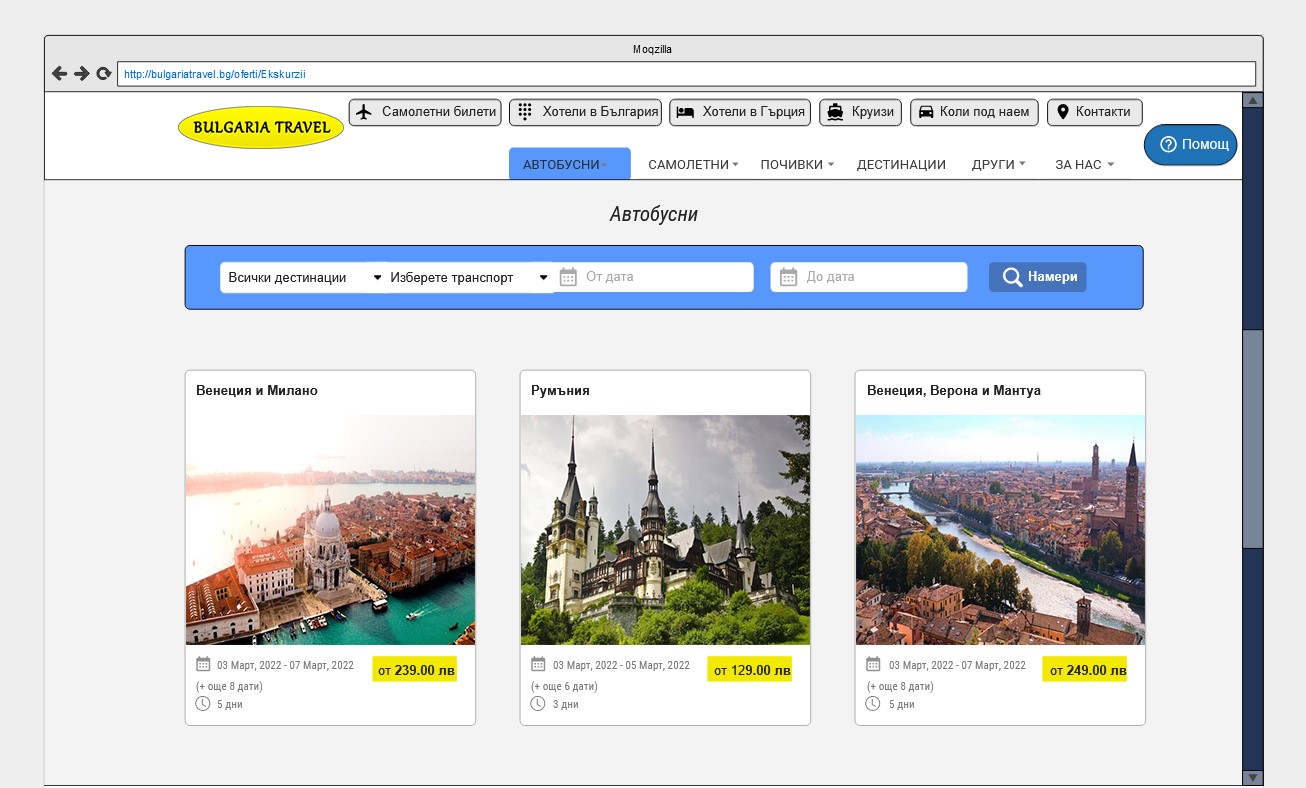 Moqzilla
http://bulgariatravel.bg/oferti/Ekskurzii
Самолетни билети
Хотели в България
Хотели в Гърция
Круизи
Коли под наем
Контакти
BULGARIA TRAVEL
Помощ
АВТОБУСНИ
САМОЛЕТНИ
ПОЧИВКИ
ДЕСТИНАЦИИ
ДРУГИ
ЗА НАС
Автобусни
Всички дестинации
Изберете транспорт
От дата
До дата
Намери
Венеция и Милано
03 Март, 2022 - 07 Март, 2022
от 239.00 лв
(+ още 8 дати)
5 дни
Румъния
03 Март, 2022 - 05 Март, 2022
от 129.00 лв
(+ още 6 дати)
3 дни
Венеция, Верона и Мантуа
03 Март, 2022 - 07 Март, 2022
от 249.00 лв
(+ още 8 дати)
5 дни